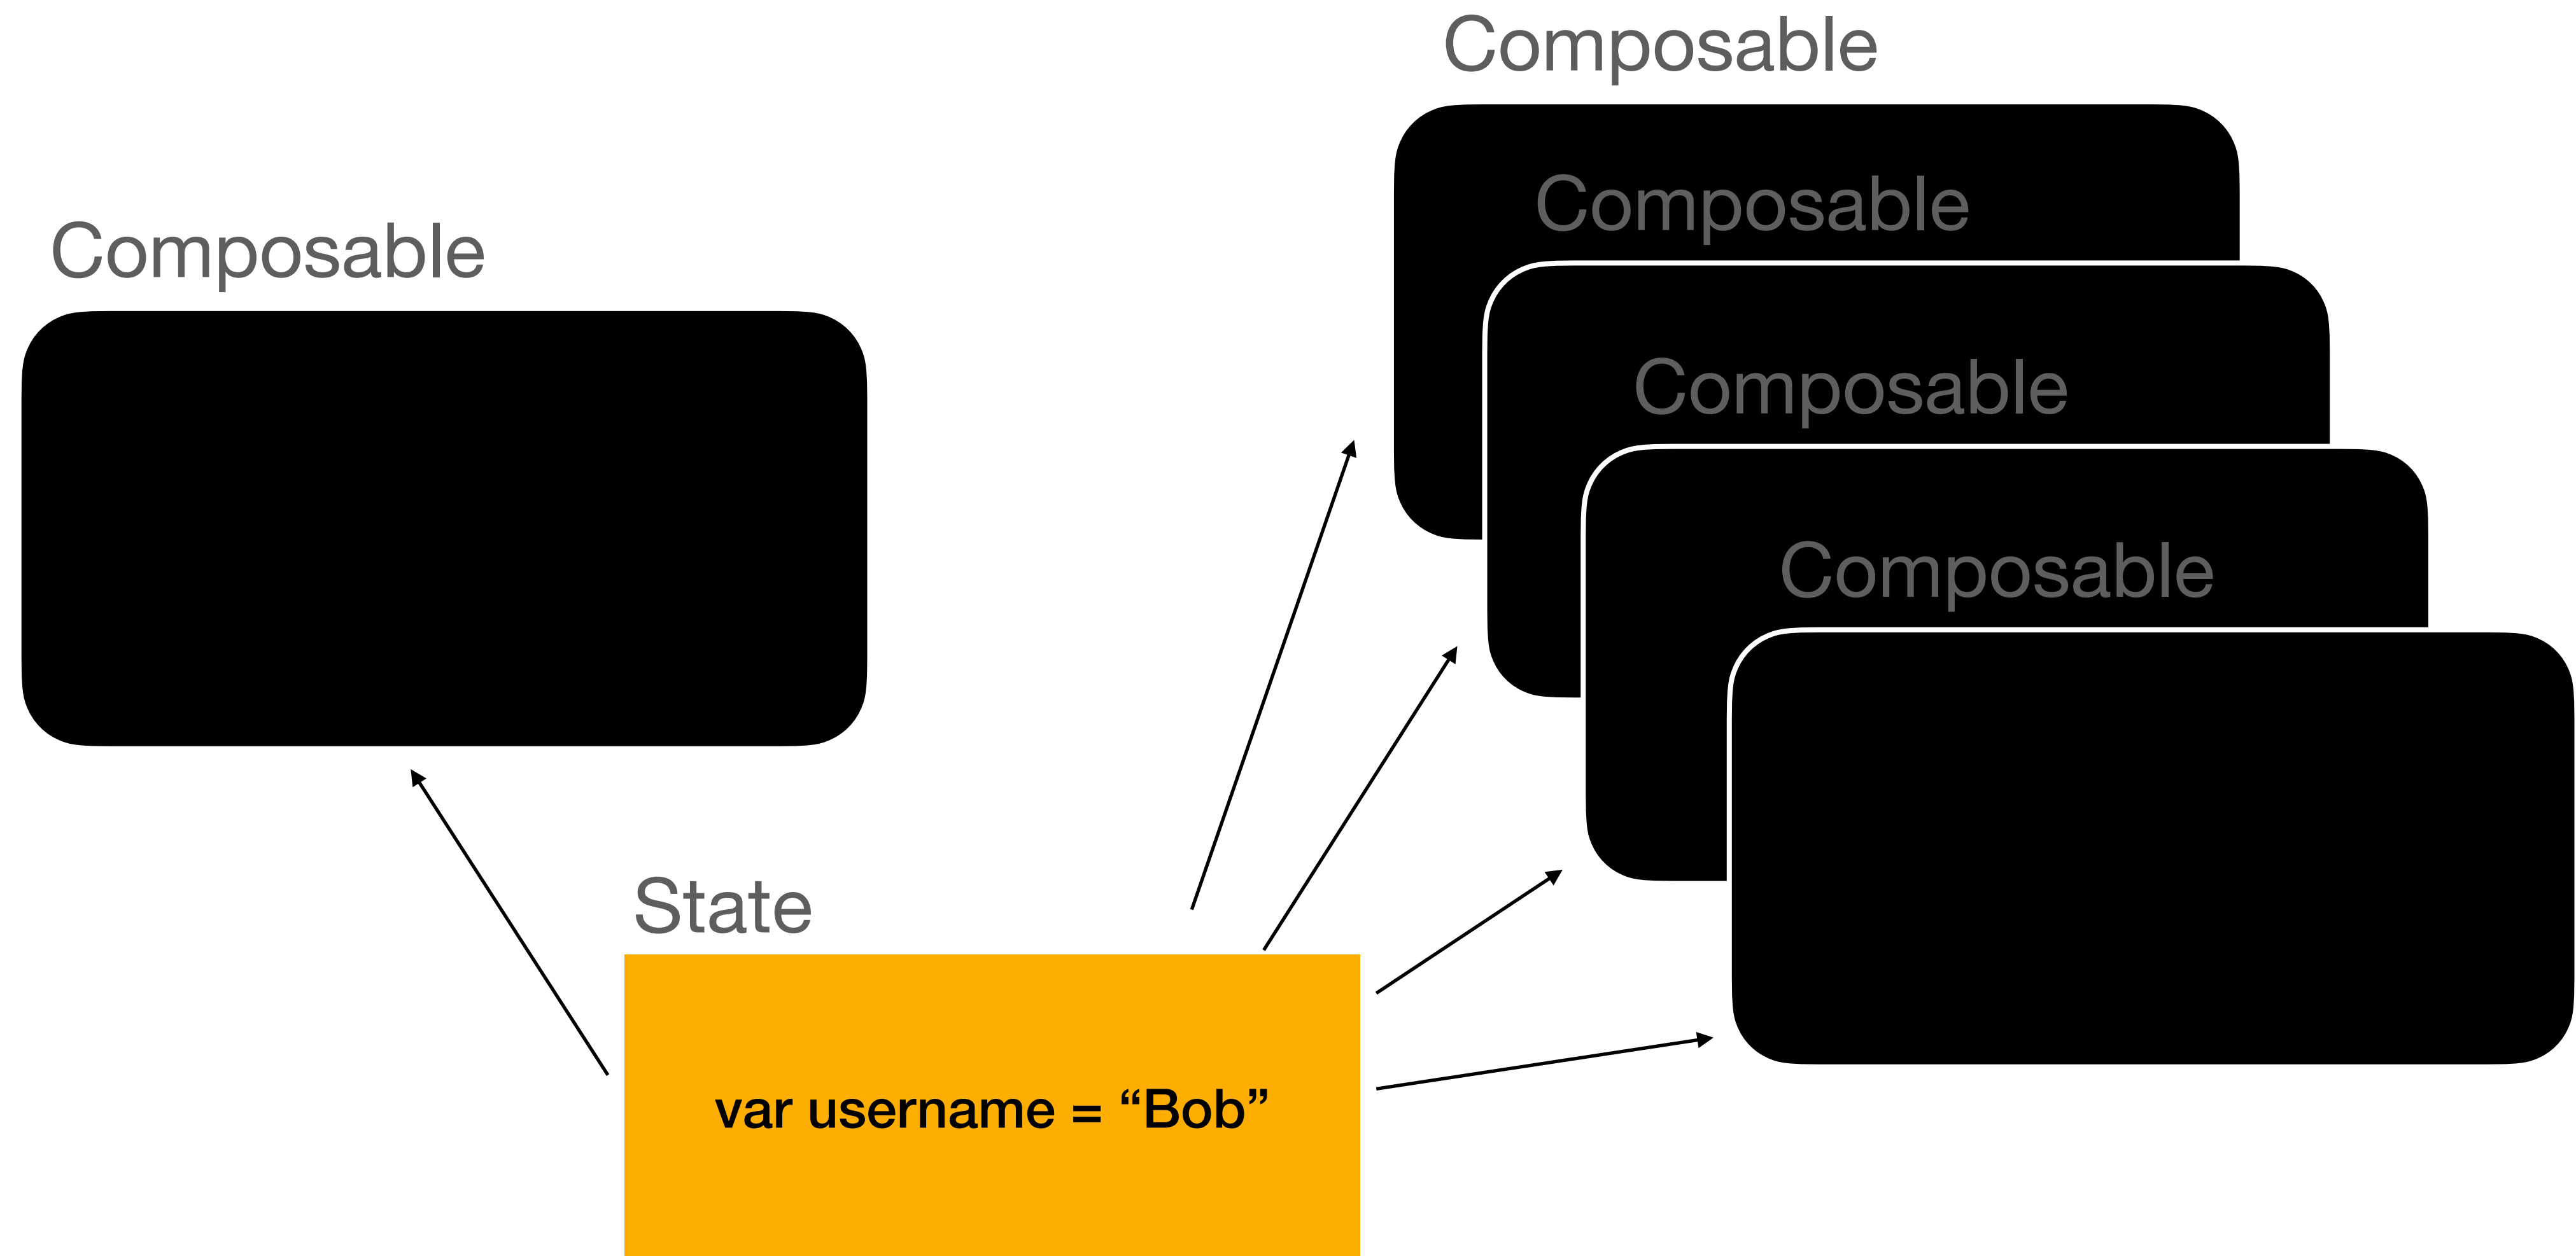 Composable
Composable
Composable
Composable
Composable
State
var username = “Bob”